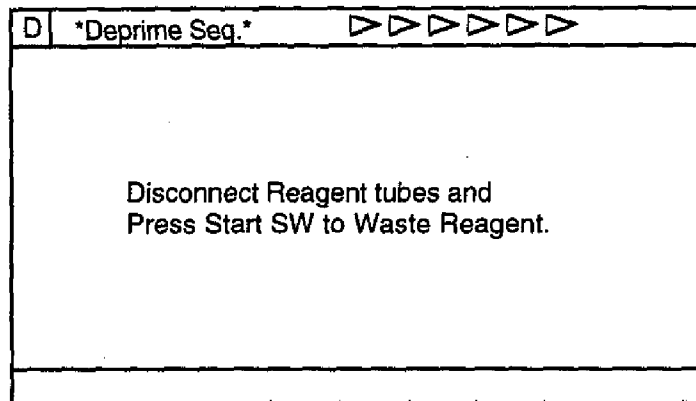 D *Deprime Seq.*
Disconnect Reagent tubes and
Press Start SW to Waste Reagent.